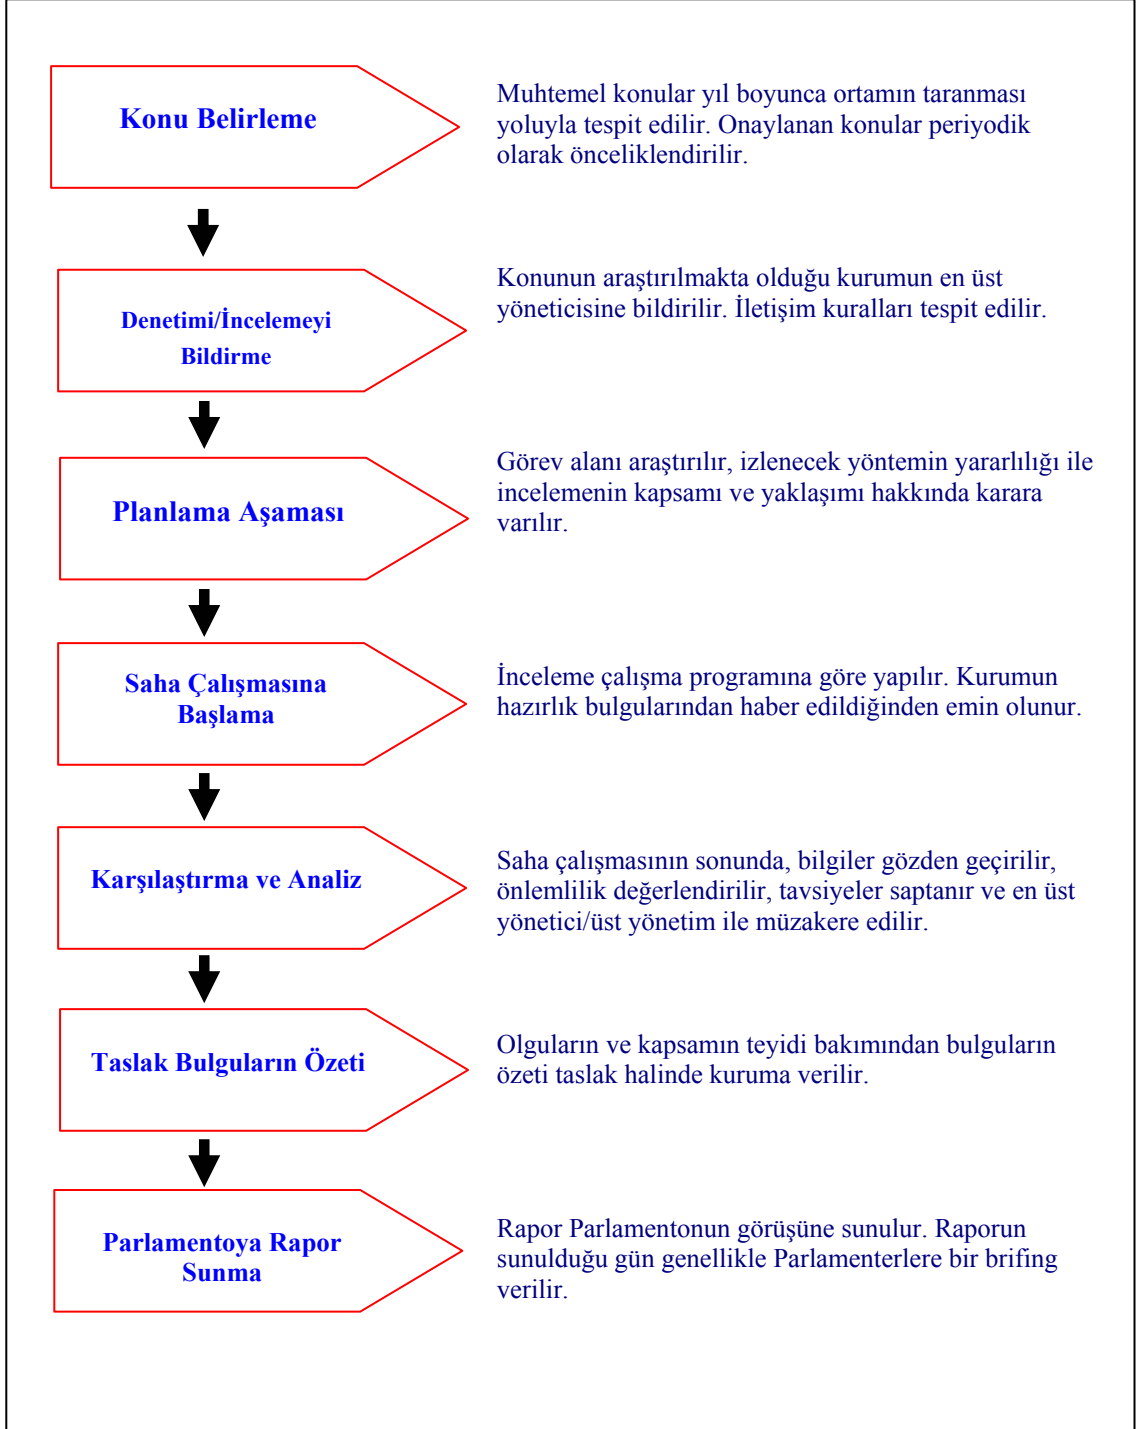 Konu Belirleme
Muhtemel konular yıl boyunca ortamın taranması
yoluyla tespit edilir. Onaylanan konular periyodik
olarak önceliklendirilir.
Denetimi/İncelemeyi
Bildirme
Konunun araştırılmakta olduğu kurumun en üst
yöneticisine bildirilir. İletişim kuralları tespit edilir.
Planlama Aşaması
Görev alanı araştırılır, izlenecek yöntemin yararlılığı ile
incelemenin kapsamı ve yaklaşımı hakkında karara
varılır.
Saha Çalışmasına
Başlama
İnceleme çalışma programına göre yapılır. Kurumun
hazırlık bulgularından haber edildiğinden emin olunur.
Karşılaştırma ve Analiz
Saha çalışmasının sonunda, bilgiler gözden geçirilir,
önlemlilik değerlendirilir, tavsiyeler saptanır ve en üst
yönetici/üst yönetim ile müzakere edilir.
Taslak Bulguların Özeti
Olguların ve kapsamın teyidi bakımından bulguların
özeti taslak halinde kuruma verilir.
Parlamentoya Rapor
Sunma
Rapor Parlamentonun görüşüne sunulur. Raporun
sunulduğu gün genellikle Parlamenterlere bir brifing
verilir.